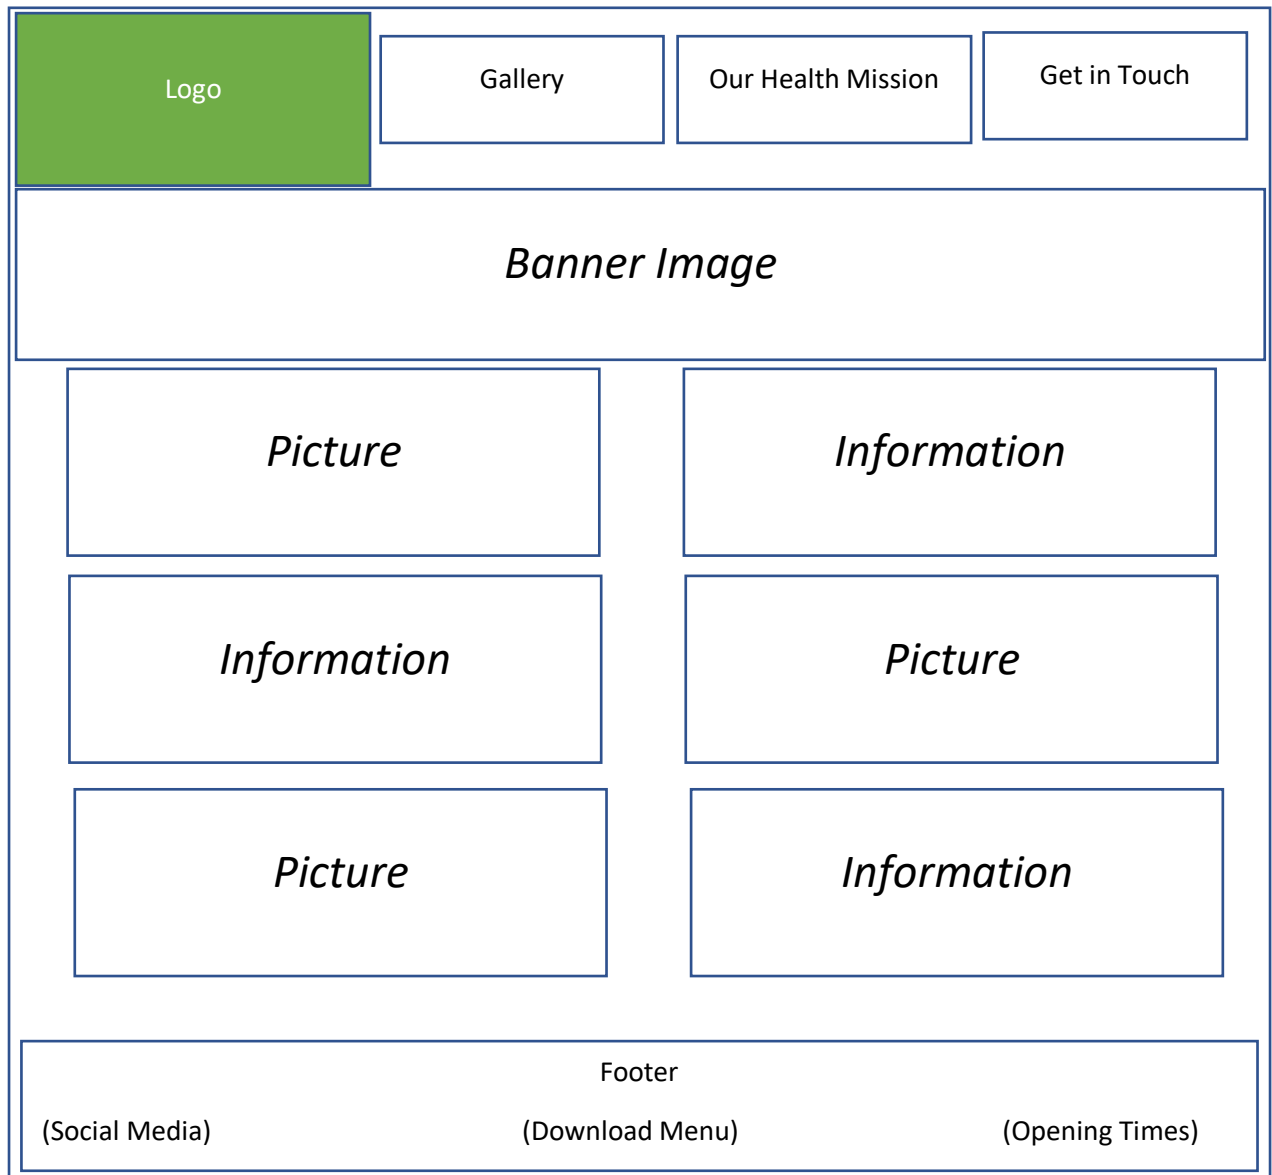 Logo
Gallery
Our Health Mission
Get in Touch
Banner Image
Picture
Information
Information
Picture
Picture
Information
Footer
(Social Media)
(Download Menu)
(Opening Times)